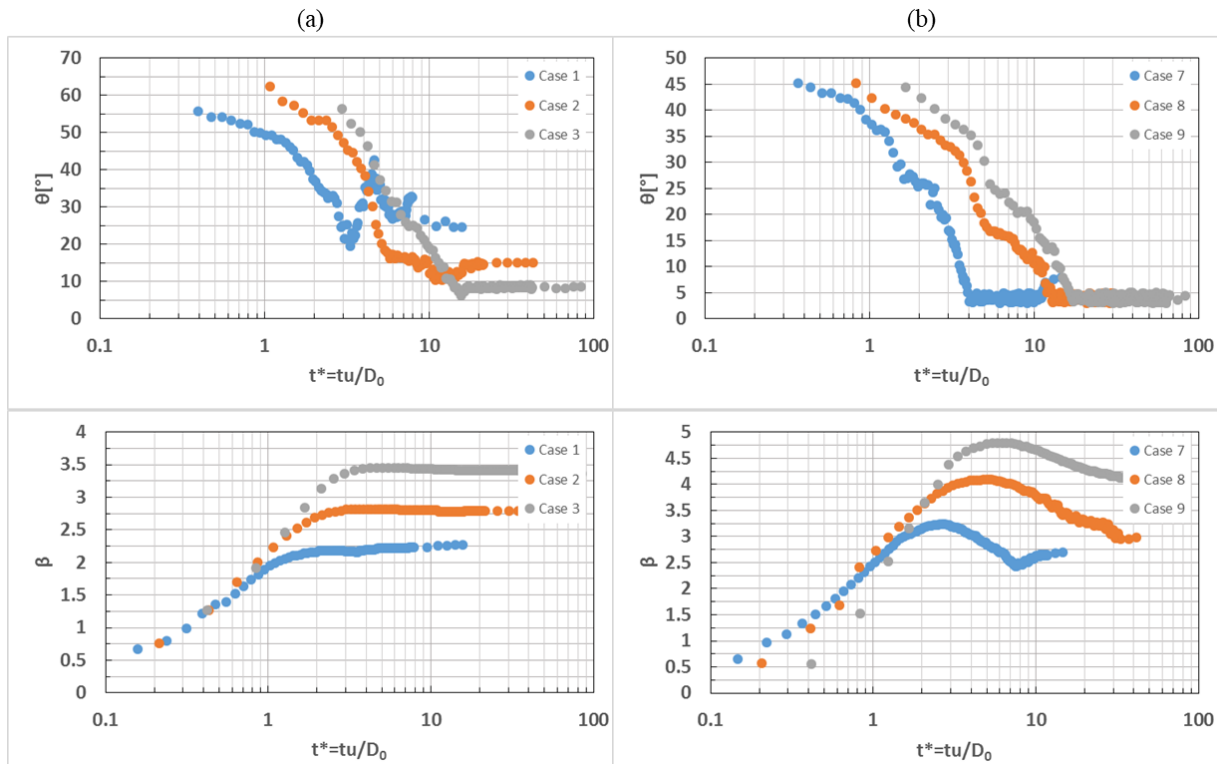 (a)
(b)
70
60
50
40
30
20
10
0
θ[°]
Case 1
Case 2
Case 3
0.1
1
10
100
t*=tu/D₀
50
45
40
35
30
25
20
15
10
5
0
θ[°]
Case 7
Case 8
Case 9
0.1
1
10
100
t*=tu/D₀
4
3.5
3
2.5
2
1.5
1
0.5
0
β
Case 1
Case 2
Case 3
0.1
1
10
100
t*=tu/D₀
5
4.5
4
3.5
3
2.5
2
1.5
1
0.5
0
β
Case 7
Case 8
Case 9
0.1
1
10
100
t*=tu/D₀